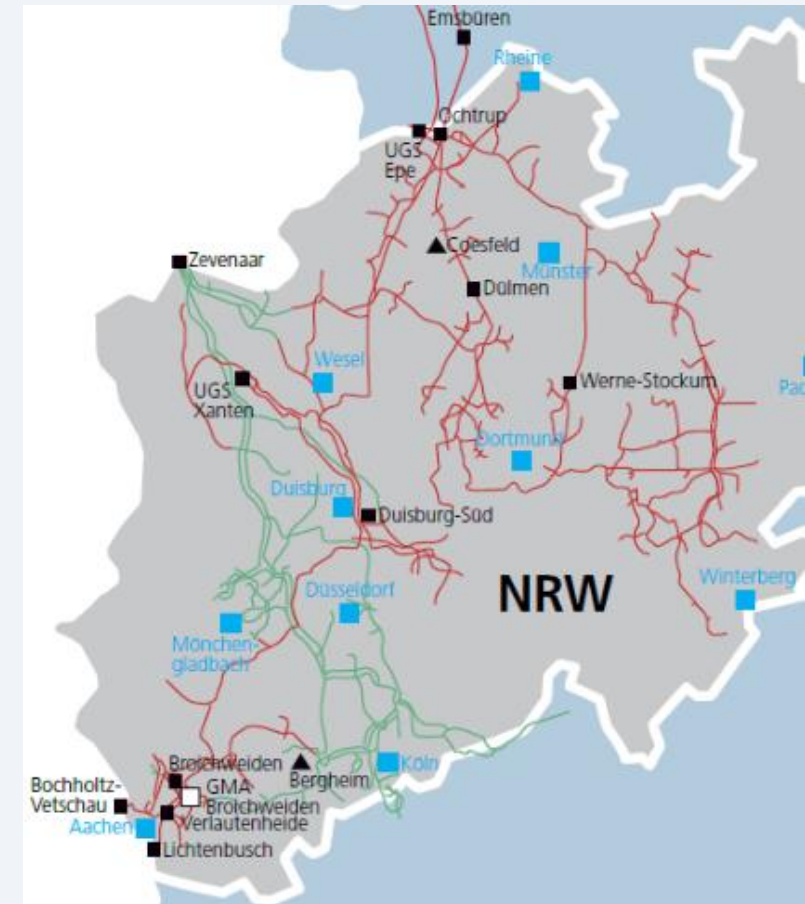 Emsbüren
Rheine
Ochtrup
UGS
Epe
Coesfeld
Münster
Zevenaar
Dülmen
Wesel
UGS
Xanten
Werne-Stockum
Pad
Dortmund
Duisburg
Duisburg-Süd
NRW
Düsseldorf
Winterberg
Mönchen-
gladbach
Broichweiden
Bergheim
Köln
GMA
Broichweiden
Bochholtz-
Vetschau
Verlautenheide
Aachen
Lichtenbusch